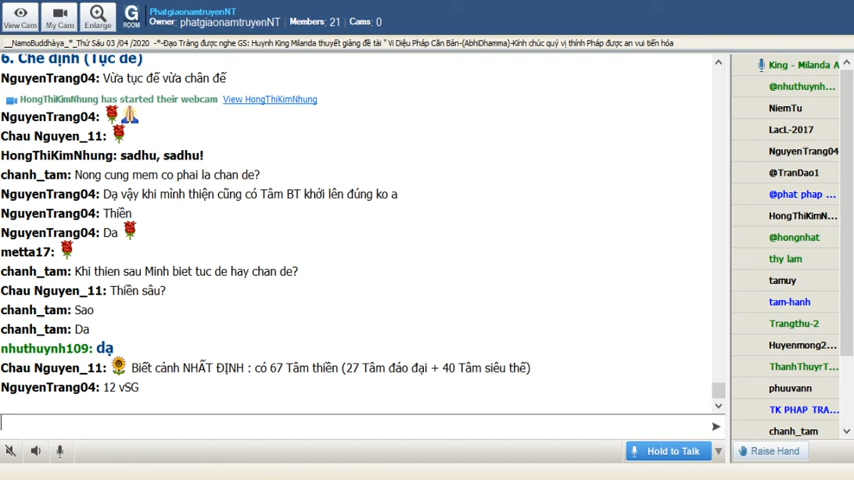 View Cam
My Cam
Enlarge
G
ROOM
PhatgiaonamtruyenNT
Owner: phatgiaonamtruyenNT | Members: 21 | Cams: 0
__NamoBuddhàya_*_Thứ Sáu 03 /04 /2020 -*-Đạo Tràng được nghe GS: Huynh King Milanda thuyết giảng đề tài " Vi Diệu Pháp Căn Bản-(AbhiDhamma)-Kính chúc quý vị thính Pháp được an vui tiến hóa
6. Chế định (Tục đế)
NguyenTrang04: Vừa tục đế vừa chân đế
HongThiKimNhung has started their webcam View HongThiKimNhung
NguyenTrang04:
Chau Nguyen_11:
HongThiKimNhung: sadhu, sadhu!
chanh_tam: Nong cung mem co phai la chan de?
NguyenTrang04: Dạ vậy khi mình thiện cũng có Tâm BT khởi lên đúng ko a
NguyenTrang04: Thiền
NguyenTrang04: Da
metta17:
chanh_tam: Khi thien sau Minh biet tuc de hay chan de?
Chau Nguyen_11: Thiền sâu?
chanh_tam: Sao
chanh_tam: Da
nhuthuynh109: dạ
Chau Nguyen_11: Biết cảnh NHẤT ĐỊNH : có 67 Tâm thiền (27 Tâm đáo đại + 40 Tâm siêu thế)
NguyenTrang04: 12 vSG
King - Milanda A
@nhuthuynh...
NiemTu
LacL-2017
NguyenTrang04
@TranDao1
@phat phap ...
HongThiKimN...
@hongnhat
thy lam
tamuy
tam-hanh
Trangthu-2
Huyenmong2...
ThanhThuyrT...
phuuvann
TK PHAP TRA...
chanh_tam
Hold to Talk
Raise Hand